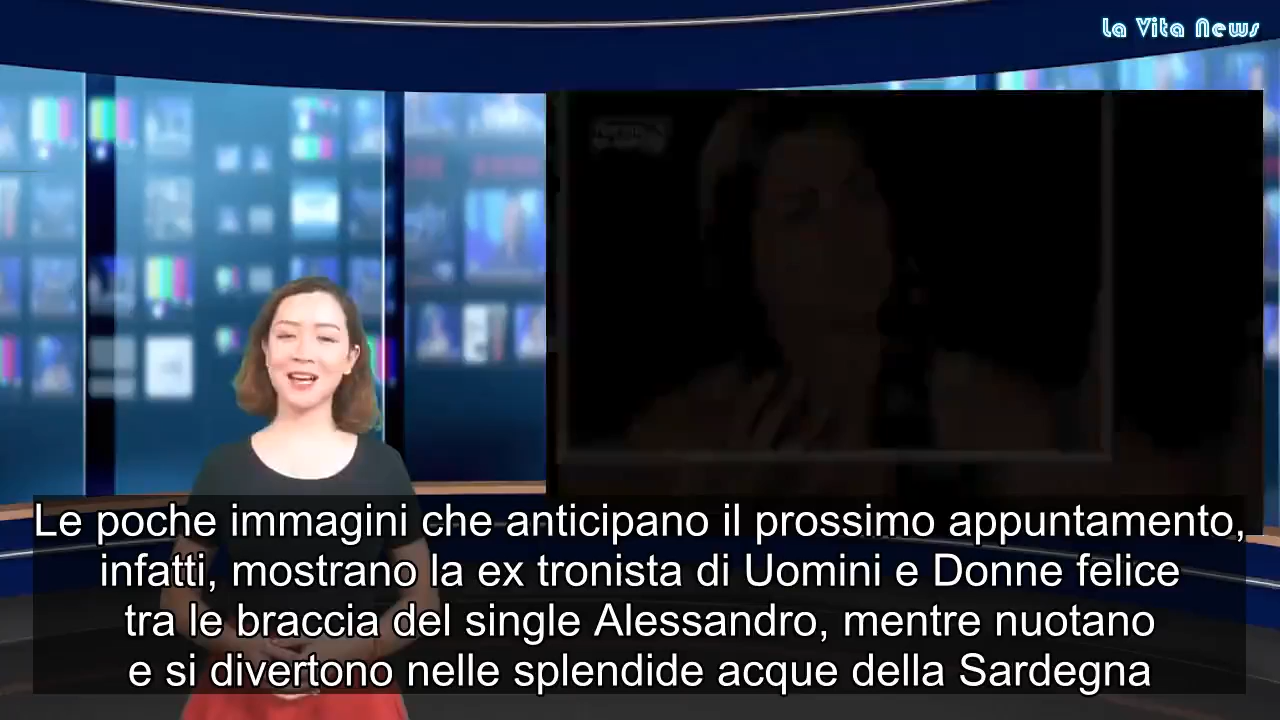 La Vita News
Le poche immagini che anticipano il prossimo appuntamento,
infatti, mostrano la ex tronista di Uomini e Donne felice
tra le braccia del single Alessandro, mentre nuotano
e si divertono nelle splendide acque della Sardegna